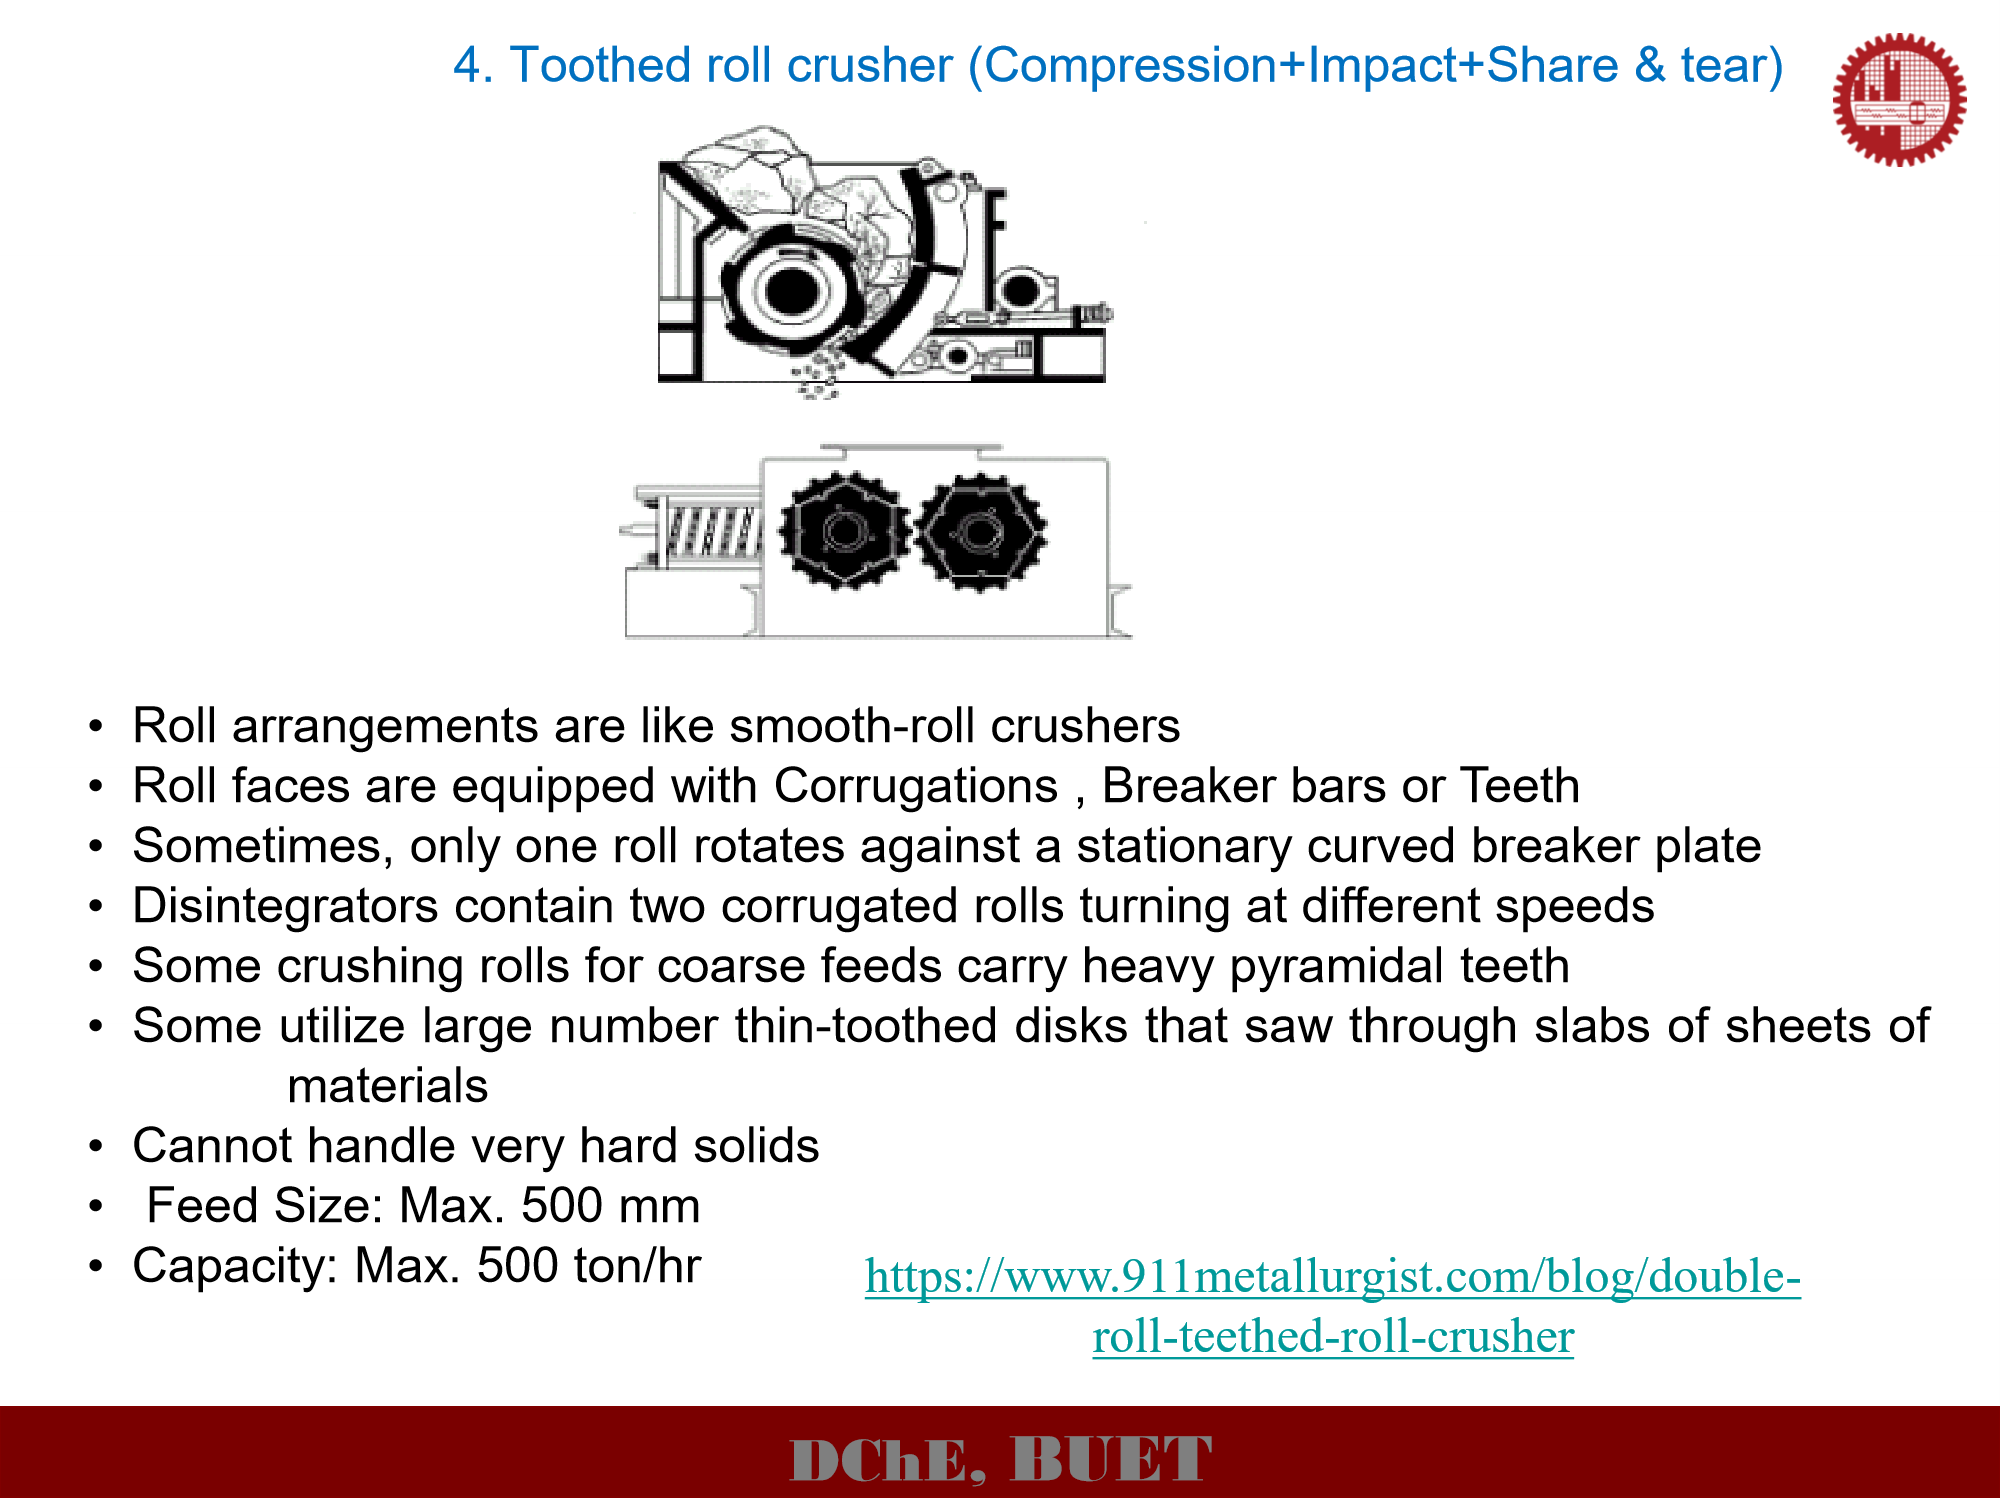 4. Toothed roll crusher (Compression+Impact+Share & tear)
• Roll arrangements are like smooth-roll crushers
• Roll faces are equipped with Corrugations , Breaker bars or Teeth
• Sometimes, only one roll rotates against a stationary curved breaker plate
• Disintegrators contain two corrugated rolls turning at different speeds
• Some crushing rolls for coarse feeds carry heavy pyramidal teeth
• Some utilize large number thin-toothed disks that saw through slabs of sheets of
materials
• Cannot handle very hard solids
• Feed Size: Max. 500 mm
• Capacity: Max. 500 ton/hr
https://www.911metallurgist.com/blog/double-
roll-teethed-roll-crusher
DChE, BUET